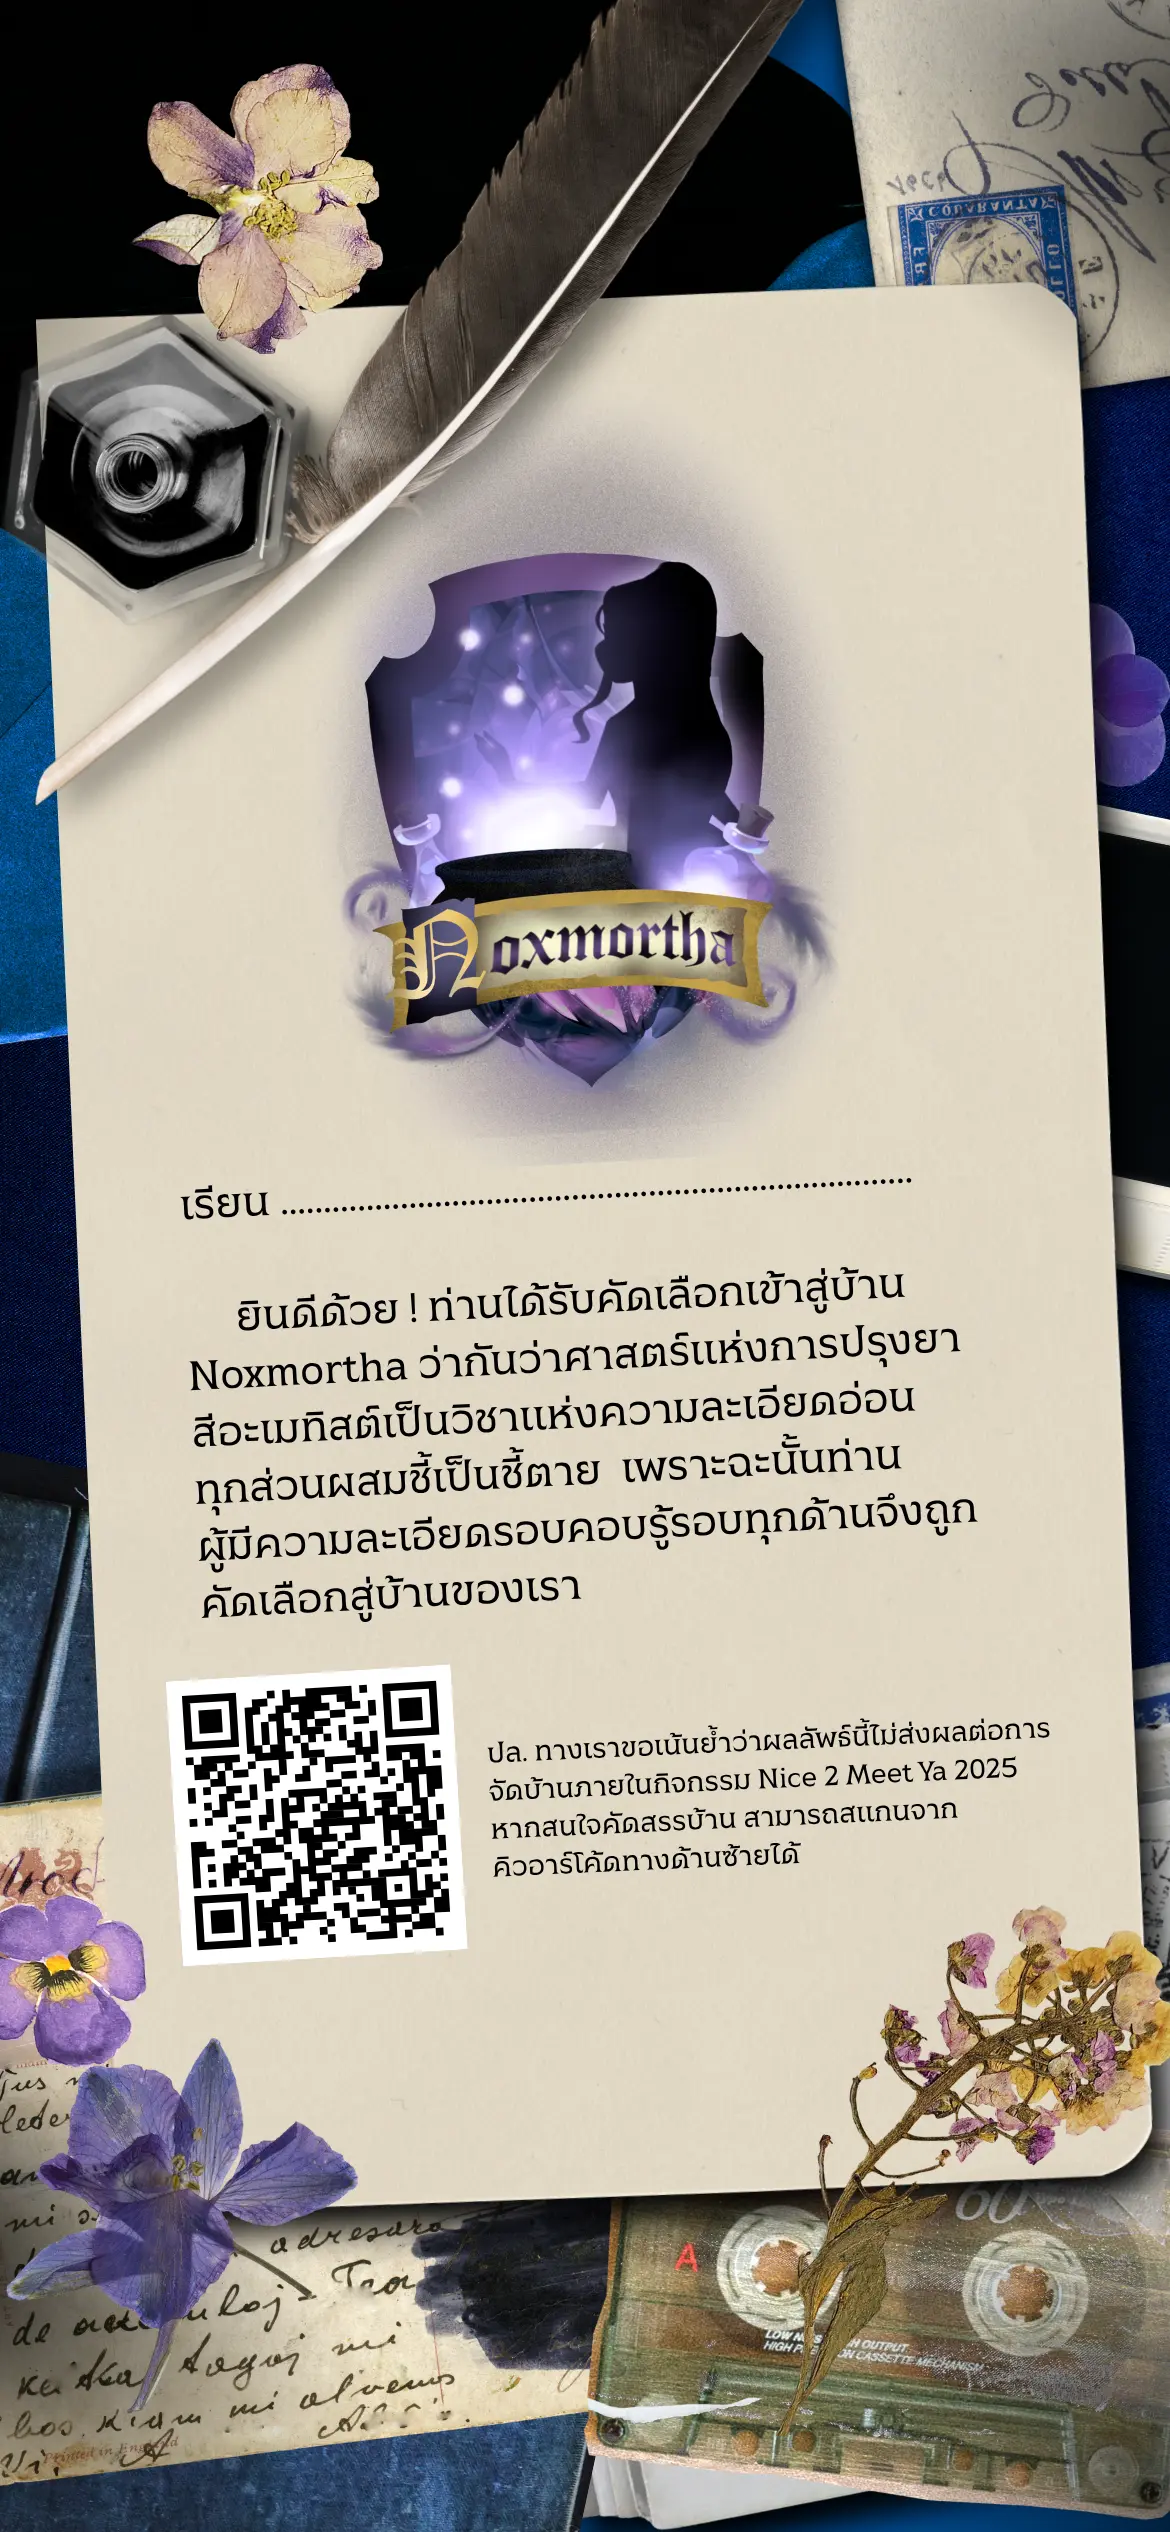 COUARANTA
Noxmortha
เรียน ...........................................................................
ยินดีด้วย ! ท่านได้รับคัดเลือกเข้าสู่บ้าน
Noxmortha ว่ากันว่าศาสตร์แห่งการปรุงยา
สีอะเมทิสต์เป็นวิชาแห่งความละเอียดอ่อน
ทุกส่วนผสมชี้เป็นชี้ตาย เพราะฉะนั้นท่าน
ผู้มีความละเอียดรอบคอบรู้รอบทุกด้านจึงถูก
คัดเลือกสู่บ้านของเรา
ปล. ทางเราขอเน้นย้ำว่าผลลัพธ์นี้ไม่ส่งผลต่อการ
จัดบ้านภายในกิจกรรม Nice 2 Meet Ya 2025
หากสนใจคัดสรรบ้าน สามารถสแกนจาก
คิวอาร์โค้ดทางด้านซ้ายได้
adresara
de
mi
Printed in England
60
A